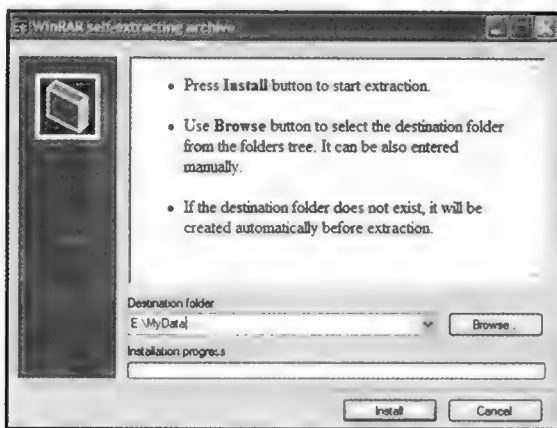 WinRAR self-extracting archive
• Press Install button to start extraction.
• Use Browse button to select the destination folder
from the folders tree. It can be also entered
manually.
• If the destination folder does not exist, it will be
created automatically before extraction.
Destination folder
E:\MyData
Browse...
Installation progress
Install
Cancel